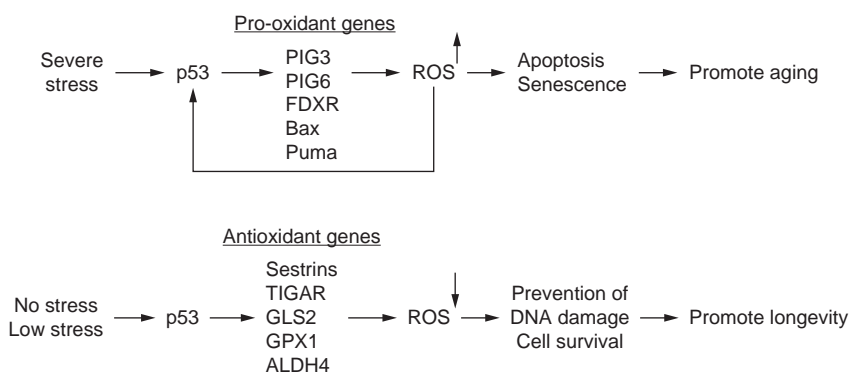 Pro-oxidant genes
Severe
stress
p53
PIG3
PIG6
FDXR
Bax
Puma
ROS
Apoptosis
Senescence
Promote aging
Antioxidant genes
No stress
Low stress
p53
Sestrins
TIGAR
GLS2
GPX1
ALDH4
ROS
Prevention of
DNA damage
Cell survival
Promote longevity